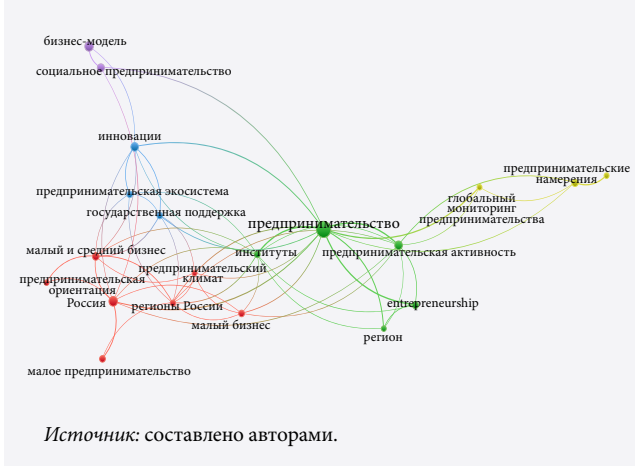 бизнес-модель
социальное предпринимательство
инновации
предпринимательские
намерения
предпринимательская экосистема
глобальный
мониторинг
предпринимательства
государственная поддержка
предпринимательство
малый и средний бизнес
институты
предпринимательская активность
предпринимательский
климат
предпринимательская
ориентация
Россия
регионы России
entrepreneurship
малый бизнес
регион
малое предпринимательство
Источник: составлено авторами.